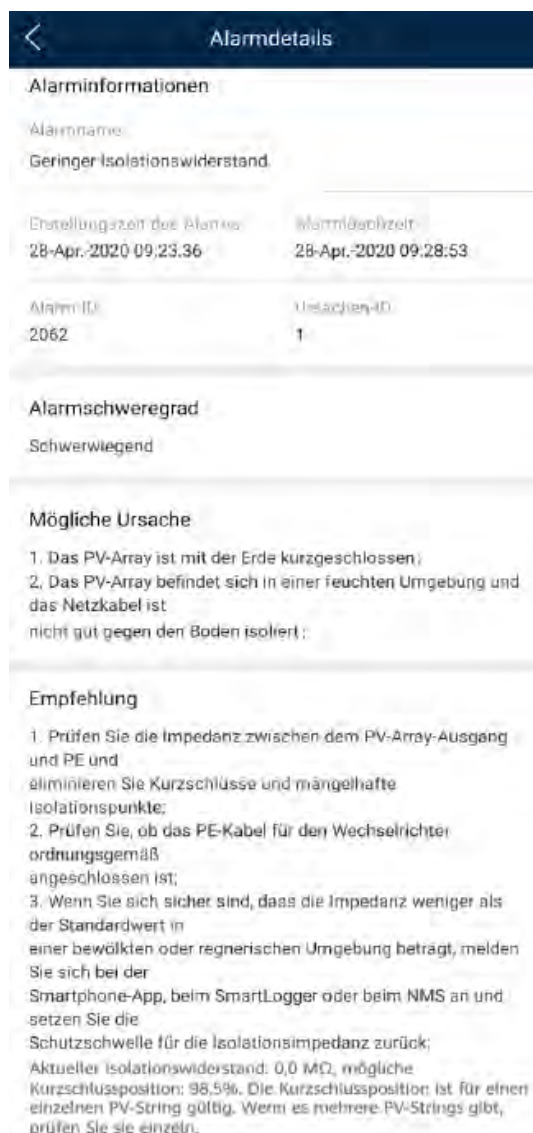 Alarmdetails
Alarminformationen
Alarmname
Geringer Isolationswiderstand
Erstellungszeit des Alarms
Alarmlöschzeit
28-Apr.-2020 09:23:36
28-Apr.-2020 09:28:53
Alarm-ID
Ursachen-ID
2062
1
Alarmschweregrad
Schwerwiegend
Mögliche Ursache
1. Das PV-Array ist mit der Erde kurzgeschlossen;
2. Das PV-Array befindet sich in einer feuchten Umgebung und
das Netzkabel ist
nicht gut gegen den Boden isoliert;
Empfehlung
1. Prüfen Sie die Impedanz zwischen dem PV-Array-Ausgang
und PE und
eliminieren Sie Kurzschlüsse und mangelhafte
Isolationspunkte;
2. Prüfen Sie, ob das PE-Kabel für den Wechselrichter
ordnungsgemäß
angeschlossen ist;
3. Wenn Sie sich sicher sind, dass die Impedanz weniger als
der Standardwert in
einer bewölkten oder regnerischen Umgebung beträgt, melden
Sie sich bei der
Smartphone-App, beim SmartLogger oder beim NMS an und
setzen Sie die
Schutzschwelle für die Isolationsimpedanz zurück;
Aktueller Isolationswiderstand: 0,0 MΩ, mögliche
Kurzschlussposition: 98,5%. Die Kurzschlussposition ist für einen
einzelnen PV-String gültig. Wenn es mehrere PV-Strings gibt,
prüfen Sie sie einzeln.